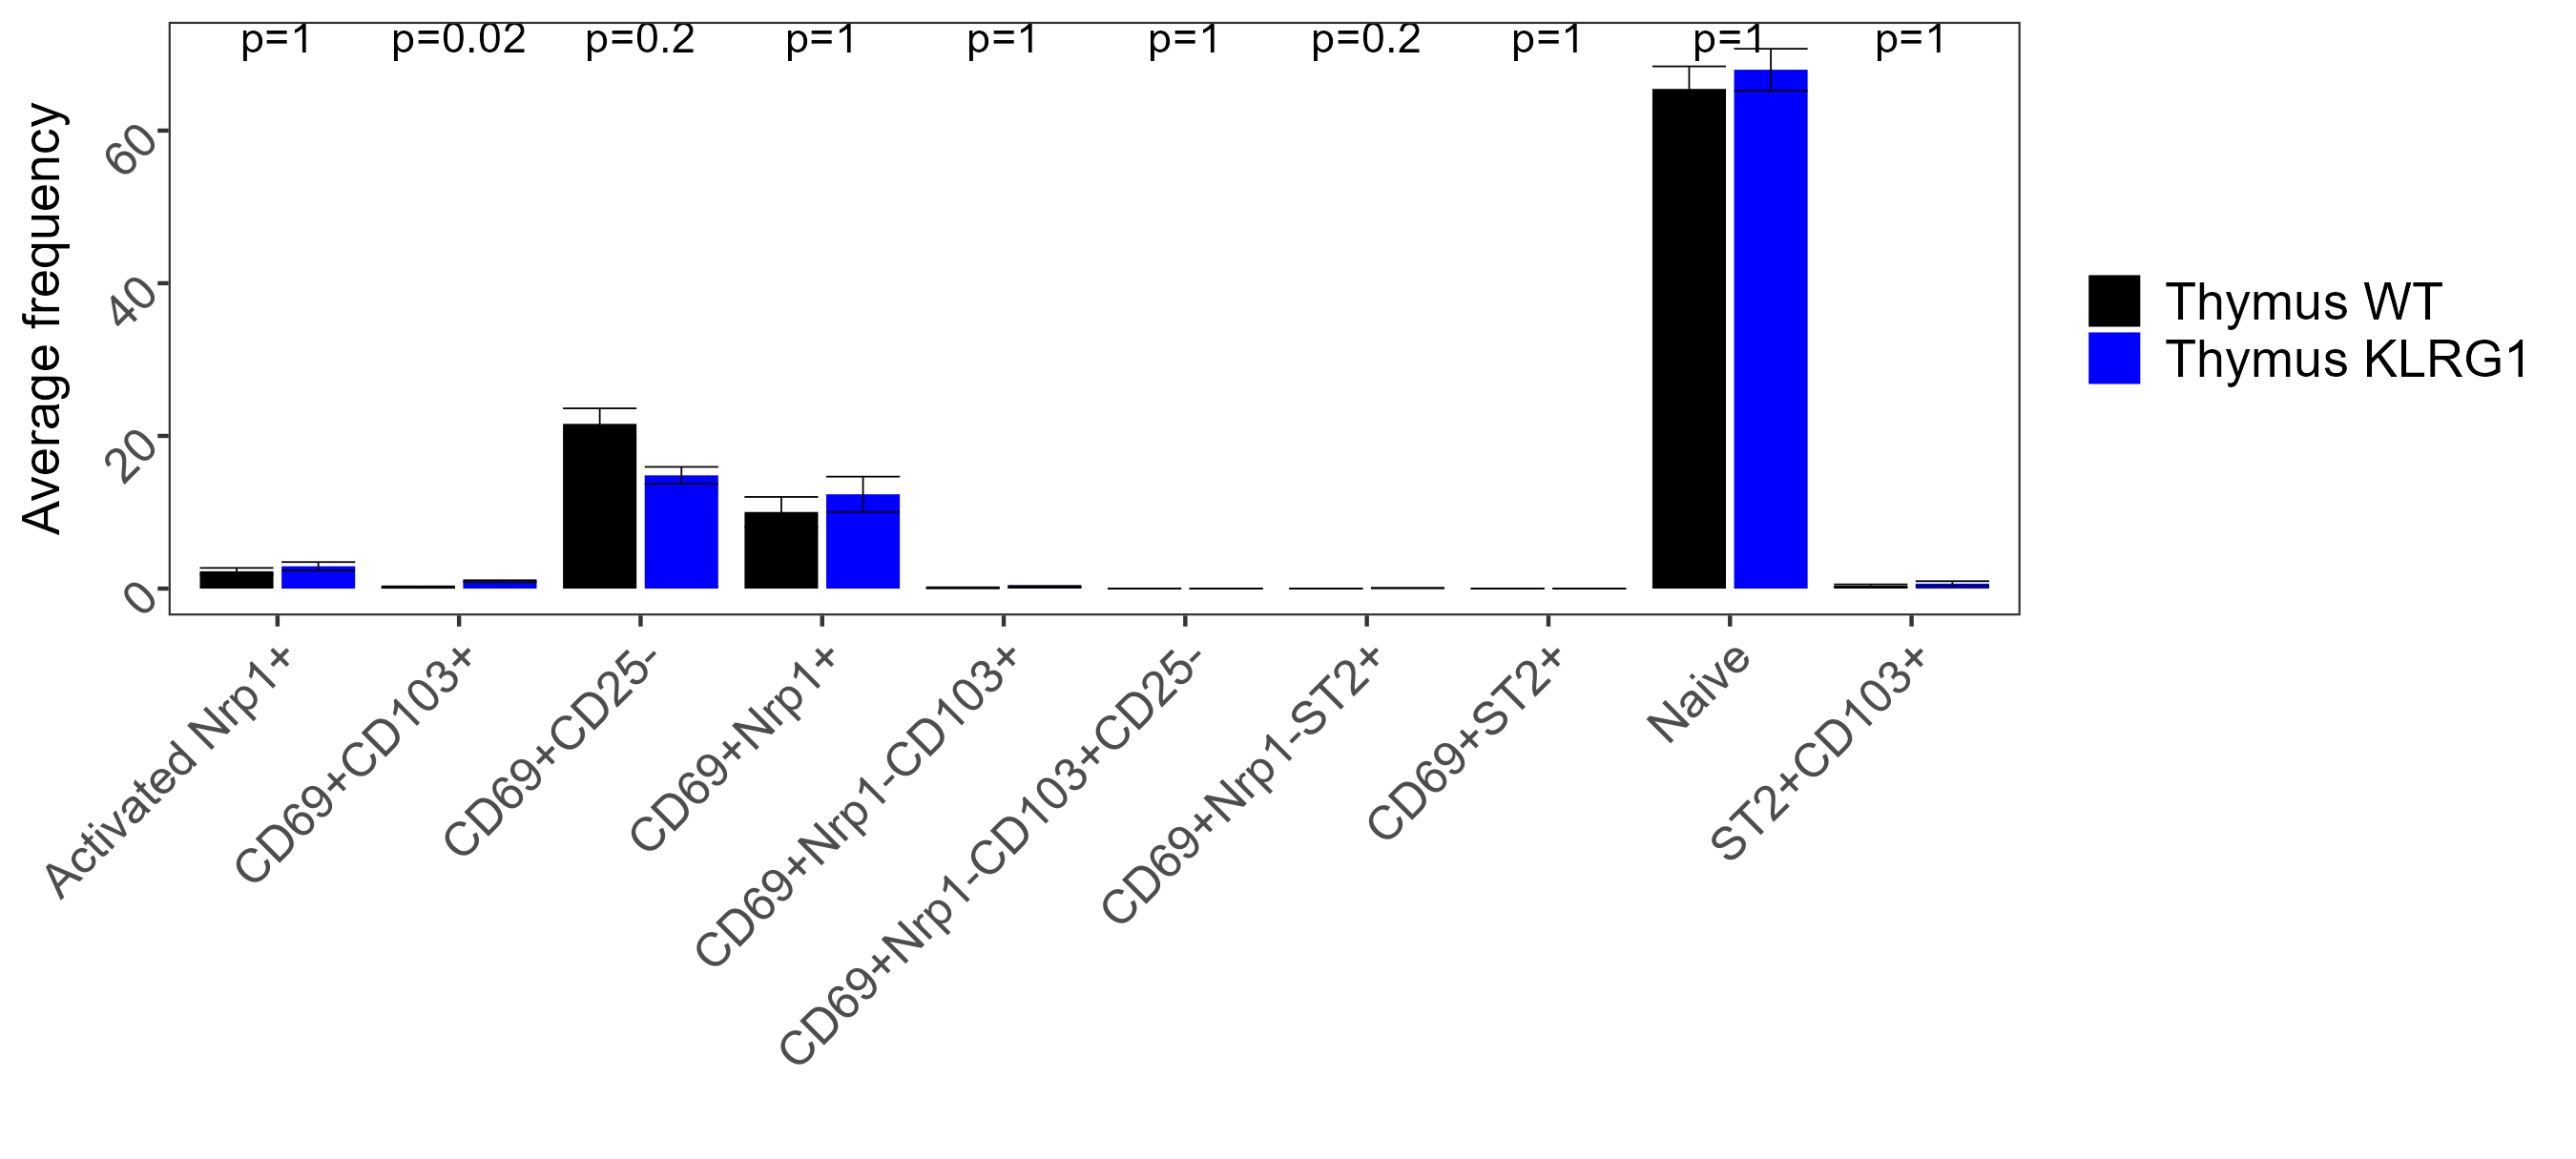 p=1 p=0.02 p=0.2 p=1 p=1 p=1 p=0.2 p=1 p=1 p=1
Average frequency
60
40
20
0
Thymus WT
Thymus KLRG1
Activated Nrp1+
CD69+CD103+
CD69+CD25-
CD69+Nrp1+
CD69+Nrp1-CD103+
CD69+Nrp1-CD103+CD25-
CD69+Nrp1-ST2+
CD69+ST2+
Naive
ST2+CD103+